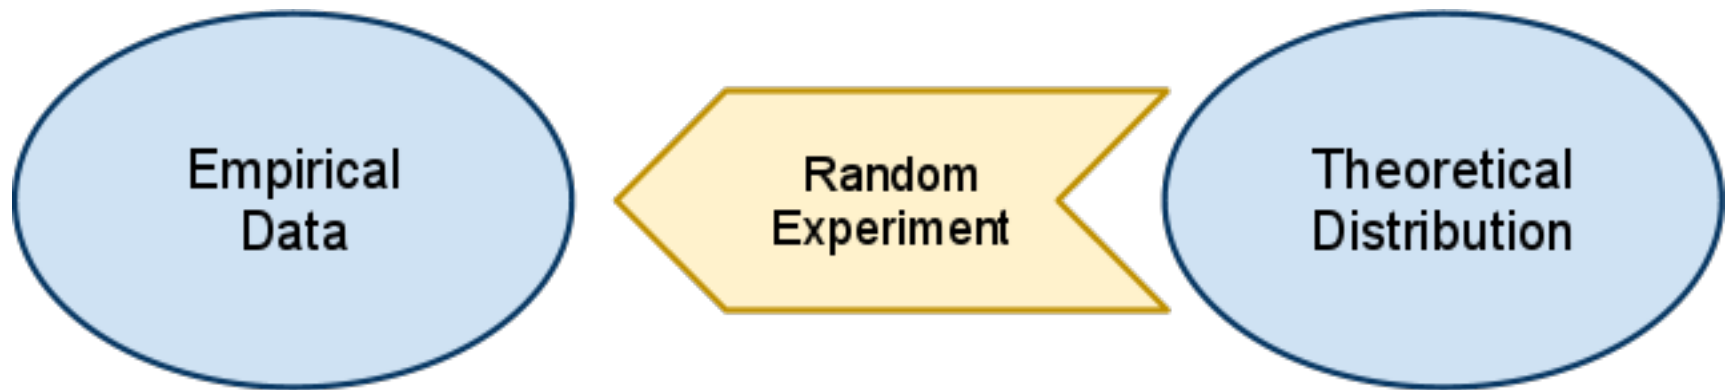 Empirical
Data
Random
Experiment
Theoretical
Distribution